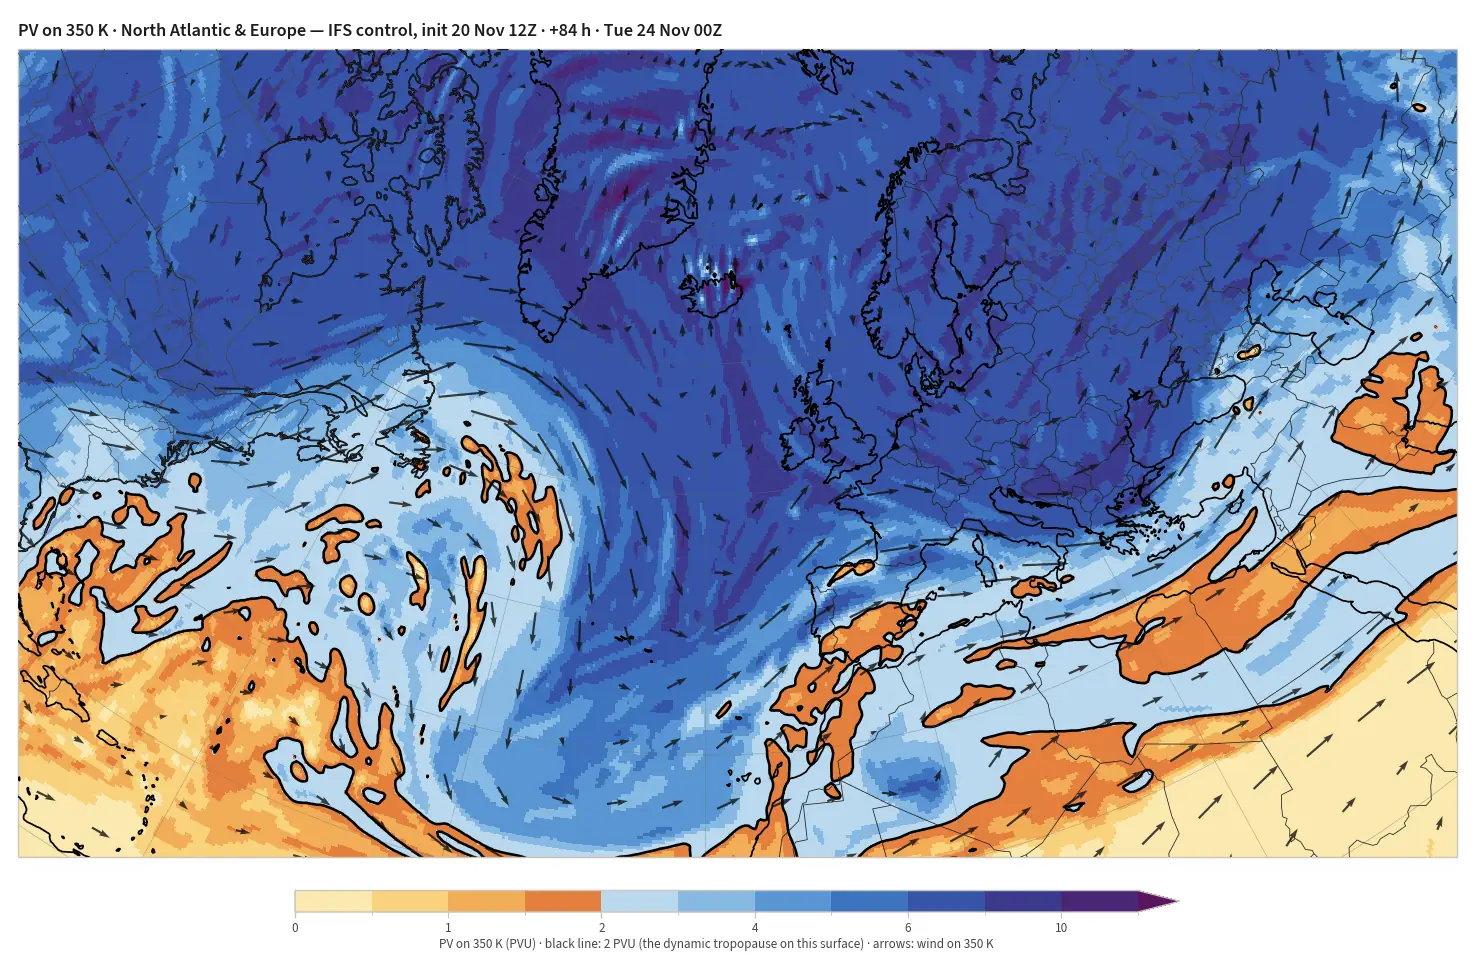 PV on 350 K · North Atlantic & Europe — IFS control, init 20 Nov 12Z · +84 h · Tue 24 Nov 00Z
0 1 2 4 6 10
PV on 350 K (PVU) · black line: 2 PVU (the dynamic tropopause on this surface) · arrows: wind on 350 K